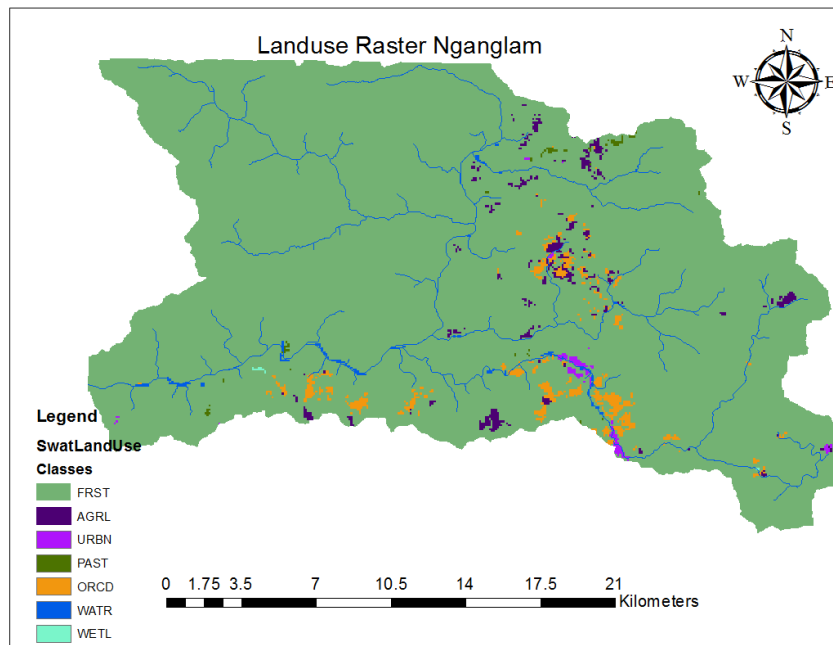 Landuse Raster Nganglam
N
W E
S
Legend
SwatLandUse
Classes
FRST
AGRL
URBN
PAST
ORCD
WATR
WETL
0 1.75 3.5 7 10.5 14 17.5 21
Kilometers